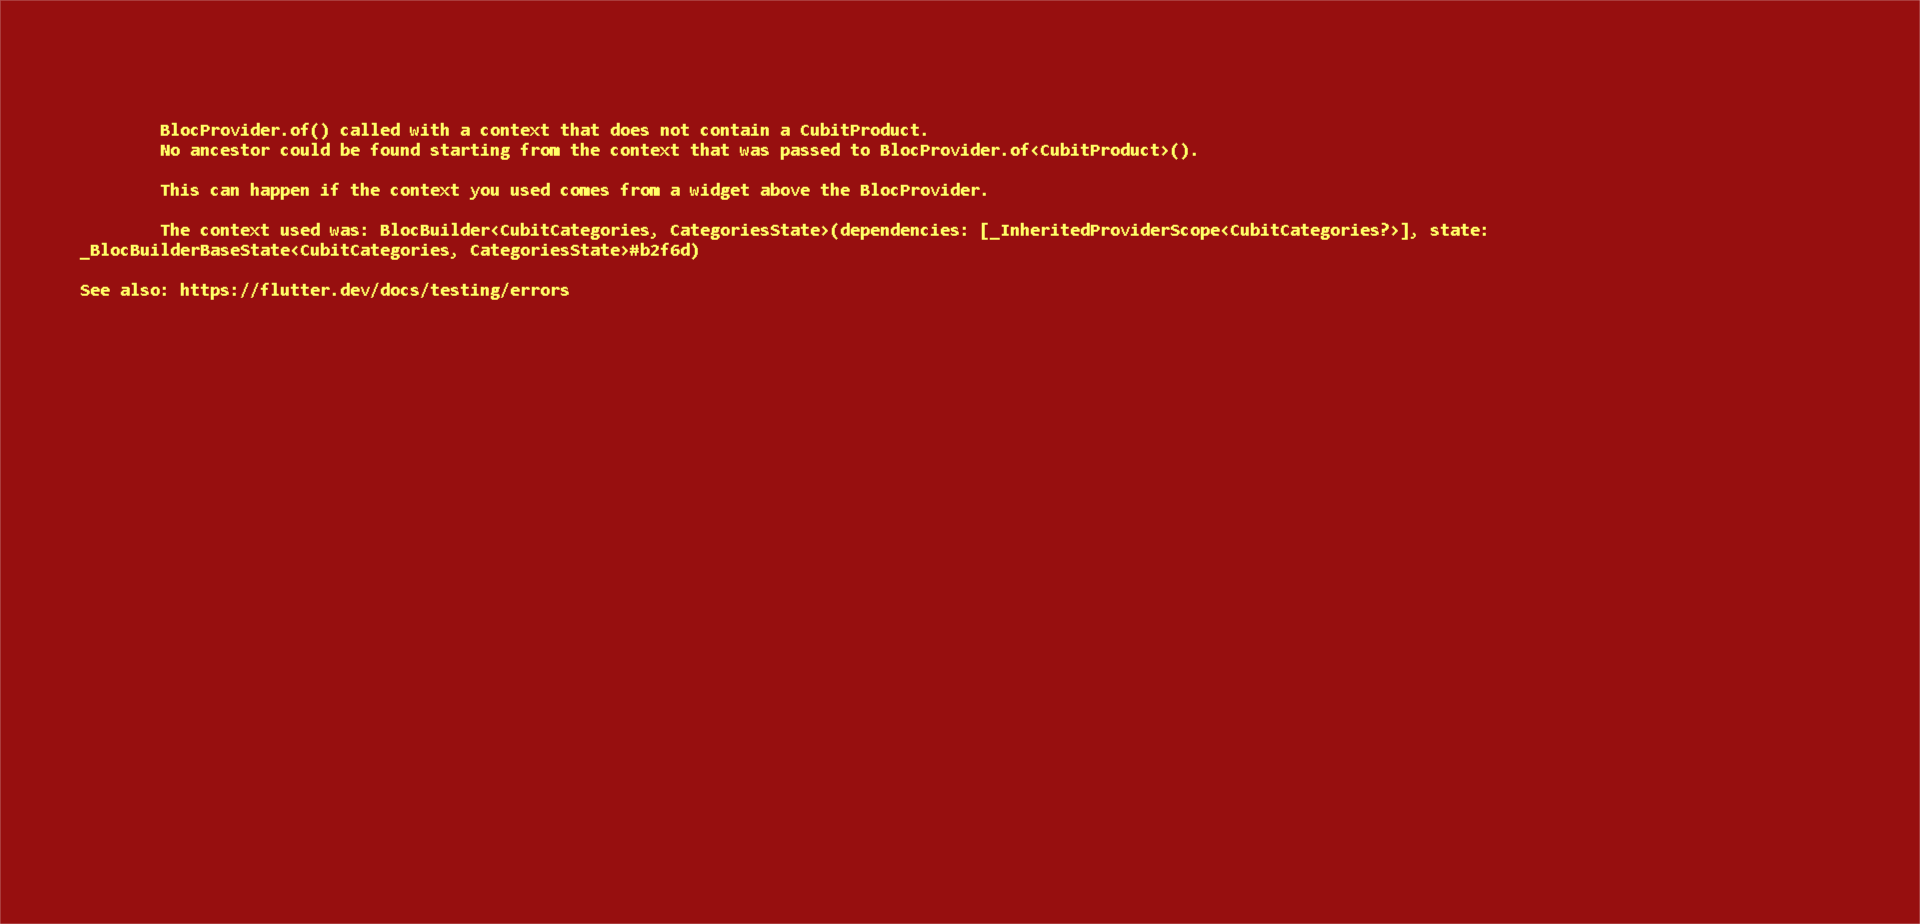 BlocProvider.of() called with a context that does not contain a CubitProduct.
No ancestor could be found starting from the context that was passed to BlocProvider.of<CubitProduct>().
This can happen if the context you used comes from a widget above the BlocProvider.
The context used was: BlocBuilder<CubitCategories, CategoriesState>(dependencies: [_InheritedProviderScope<CubitCategories?>], state:
_BlocBuilderBaseState<CubitCategories, CategoriesState>#b2f6d)
See also: https://flutter.dev/docs/testing/errors